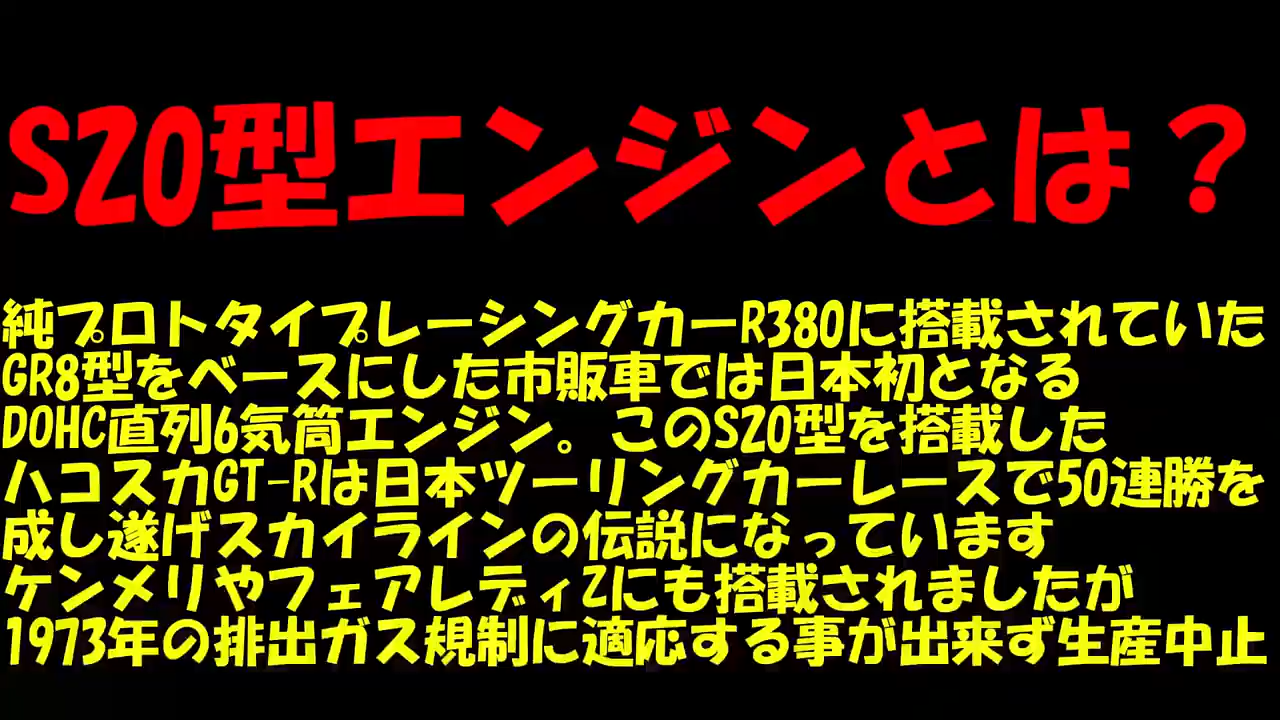 S20型エンジンとは？
純プロトタイプレーシングカーR380に搭載されていた
GR8型をベースにした市販車では日本初となる
DOHC直列6気筒エンジン。このS20型を搭載した
ハコスカGT-Rは日本ツーリングカーレースで50連勝を
成し遂げスカイラインの伝説になっています
ケンメリやフェアレディZにも搭載されましたが
1973年の排出ガス規制に適応する事が出来ず生産中止